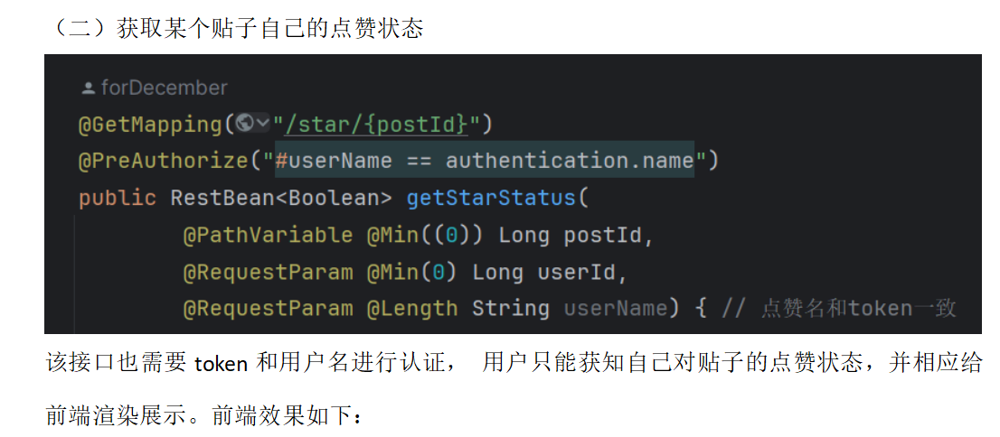 （二）获取某个贴子自己的点赞状态
forDecember
@GetMapping("/star/{postId}")
@PreAuthorize("#userName == authentication.name")
public RestBean<Boolean> getStarStatus(
@PathVariable @Min((0)) Long postId,
@RequestParam @Min(0) Long userId,
@RequestParam @Length String userName) { // 点赞名和token一致
该接口也需要 token 和用户名进行认证， 用户只能获知自己对贴子的点赞状态，并相应给
前端渲染展示。前端效果如下：